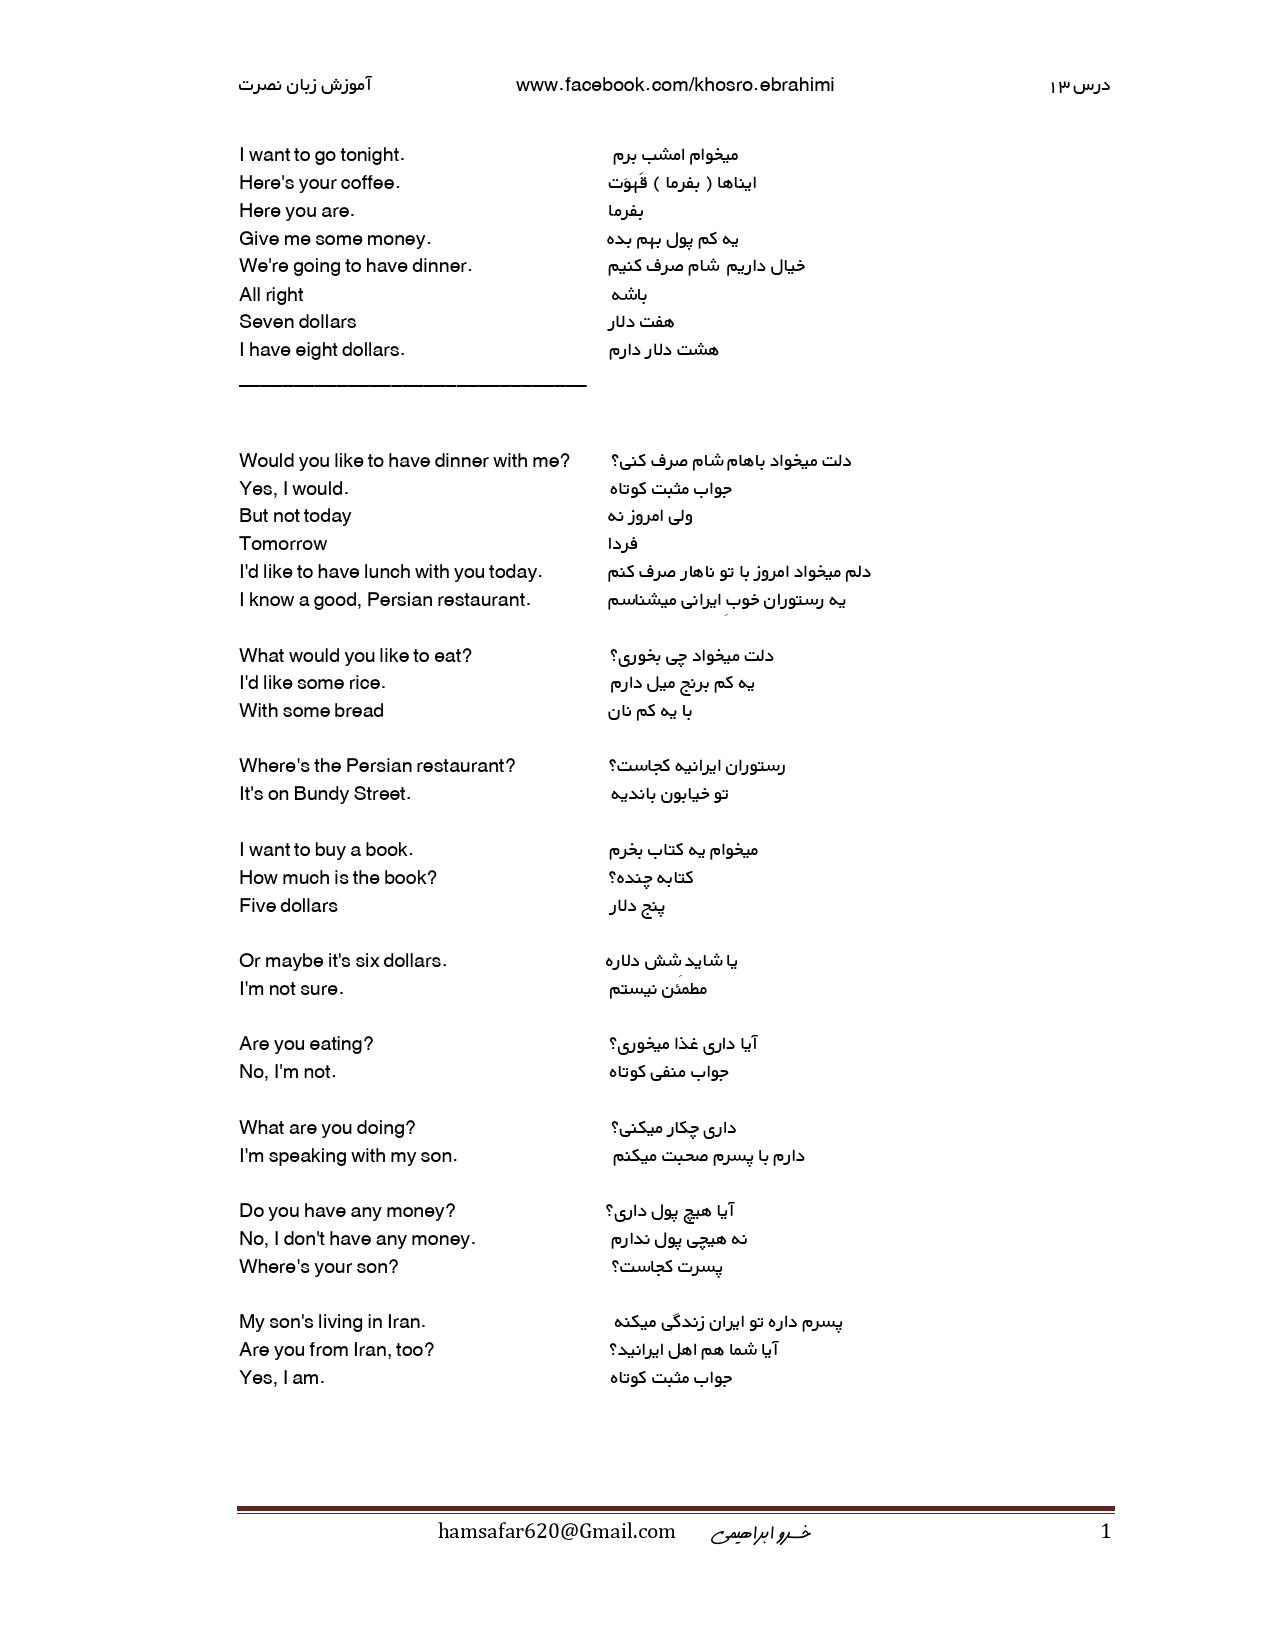 آموزش زبان نصرت www.facebook.com/khosro.ebrahimi درس ۱۳
I want to go tonight. میخوام امشب برم
Here's your coffee. ایناها ( بفرما ) قَهوَت
Here you are. بفرما
Give me some money. یه کم پول بهم بده
We're going to have dinner. خیال داریم شام صرف کنیم
All right باشه
Seven dollars هفت دلار
I have eight dollars. هشت دلار دارم
Would you like to have dinner with me? دلت میخواد باهام شام صرف کنی؟
Yes, I would. جواب مثبت کوتاه
But not today ولی امروز نه
Tomorrow فردا
I'd like to have lunch with you today. دلم میخواد امروز با تو ناهار صرف کنم
I know a good, Persian restaurant. یه رستوران خوبِ ایرانی میشناسم
What would you like to eat? دلت میخواد چی بخوری؟
I'd like some rice. یه کم برنج میل دارم
With some bread با یه کم نان
Where's the Persian restaurant? رستوران ایرانیه کجاست؟
It's on Bundy Street. تو خیابون باندیه
I want to buy a book. میخوام یه کتاب بخرم
How much is the book? کتابه چنده؟
Five dollars پنج دلار
Or maybe it's six dollars. یا شاید شش دلاره
I'm not sure. مطمئِن نیستم
Are you eating? آیا داری غذا میخوری؟
No, I'm not. جواب منفی کوتاه
What are you doing? داری چکار میکنی؟
I'm speaking with my son. دارم با پسرم صحبت میکنم
Do you have any money? آیا هیچ پول داری؟
No, I don't have any money. نه هیچی پول ندارم
Where's your son? پسرت کجاست؟
My son's living in Iran. پسرم داره تو ایران زندگی میکنه
Are you from Iran, too? آیا شما هم اهل ایرانید؟
Yes, I am. جواب مثبت کوتاه
hamsafar620@Gmail.com خسرو ابراهیمی 1